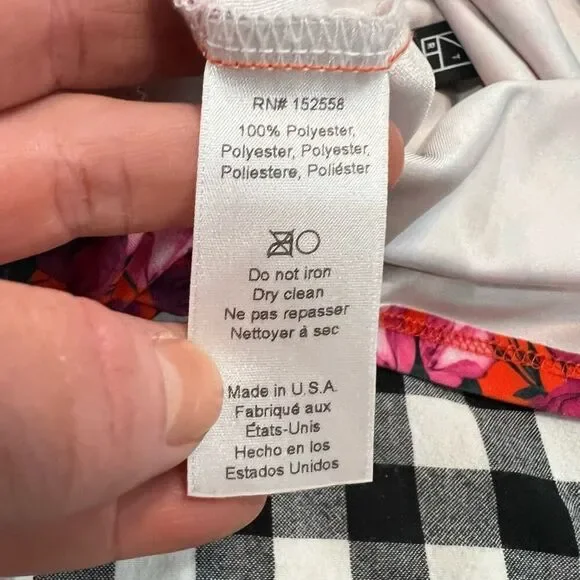 RN# 152558
100% Polyester,
Polyester, Polyester,
Poliestere, Poliéster
Do not iron
Dry clean
Ne pas repasser
Nettoyer à sec
Made in U.S.A.
Fabriqué aux
États-Unis
Hecho en los
Estados Unidos